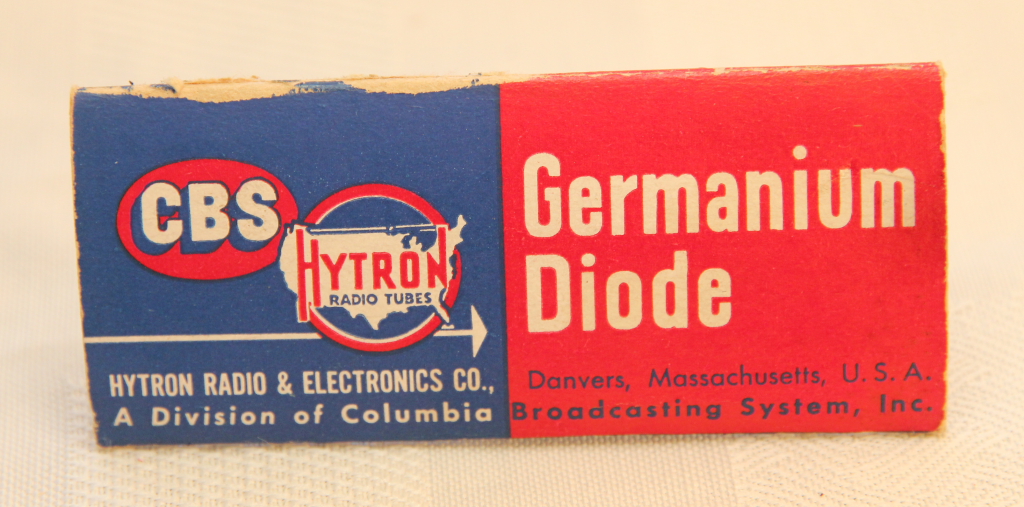 CBS
HYTRON
RADIO TUBES
Germanium
Diode
HYTRON RADIO & ELECTRONICS CO., Danvers, Massachusetts, U.S.A.
A Division of Columbia Broadcasting System, Inc.